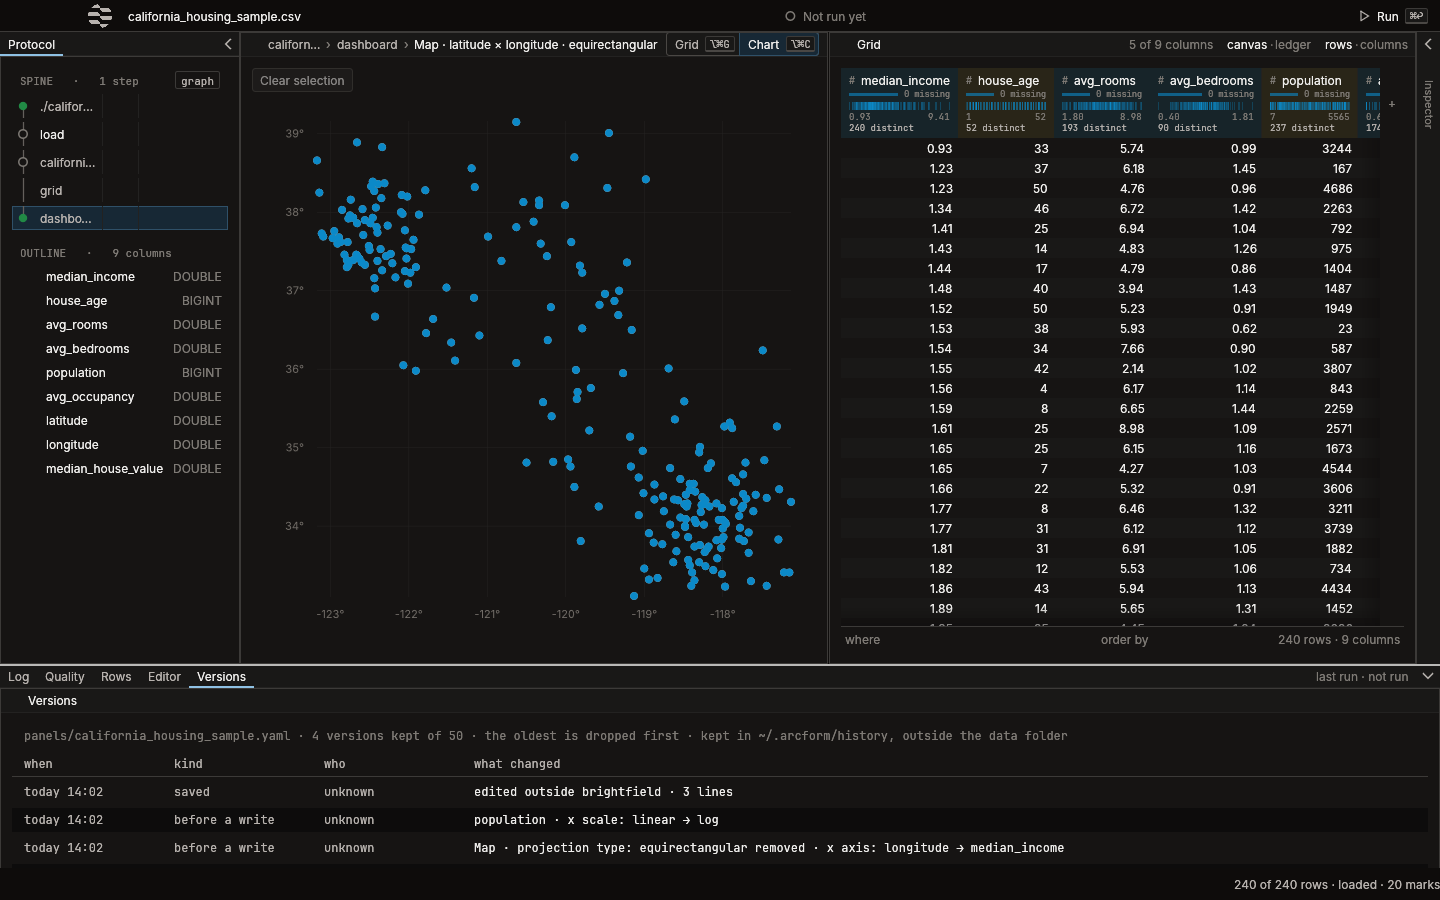 california_housing_sample.csv
Not run yet
Run
Protocol
SPINE · 1 step
graph
./califor...
load
californi...
grid
dashbo...
OUTLINE · 9 columns
median_income DOUBLE
house_age BIGINT
avg_rooms DOUBLE
avg_bedrooms DOUBLE
population BIGINT
avg_occupancy DOUBLE
latitude DOUBLE
longitude DOUBLE
median_house_value DOUBLE
californ... › dashboard › Map · latitude × longitude · equirectangular
Grid ⌥⌘G Chart ⌥⌘C
Clear selection
39°
38°
37°
36°
35°
34°
-123° -122° -121° -120° -119° -118°
Grid
5 of 9 columns canvas · ledger rows · columns
# median_income # house_age # avg_rooms # avg_bedrooms # population #
0 missing 0 missing 0 missing 0 missing 0 missing
0.93 9.41 1 52 1.80 8.98 0.40 1.81 7 5565
240 distinct 52 distinct 193 distinct 90 distinct 237 distinct 174
+
0.93 33 5.74 0.99 3244
1.23 37 6.18 1.45 167
1.23 50 4.76 0.96 4686
1.34 46 6.72 1.42 2263
1.41 25 6.94 1.04 792
1.43 14 4.83 1.26 975
1.44 17 4.79 0.86 1404
1.48 40 3.94 1.43 1487
1.52 50 5.23 0.91 1949
1.53 38 5.93 0.62 23
1.54 34 7.66 0.90 587
1.55 42 2.14 1.02 3807
1.56 4 6.17 1.14 843
1.59 8 6.65 1.44 2259
1.61 25 8.98 1.09 2571
1.65 25 6.15 1.16 1673
1.65 7 4.27 1.03 4544
1.66 22 5.32 0.91 3606
1.77 8 6.46 1.32 3211
1.77 31 6.12 1.12 3739
1.81 31 6.91 1.05 1882
1.82 12 5.53 1.06 734
1.86 43 5.94 1.13 4434
1.89 14 5.65 1.31 1452
where order by 240 rows · 9 columns
Inspector
Log Quality Rows Editor Versions
last run · not run
Versions
panels/california_housing_sample.yaml · 4 versions kept of 50 · the oldest is dropped first · kept in ~/.arcform/history, outside the data folder
when kind who what changed
today 14:02 saved unknown edited outside brightfield · 3 lines
today 14:02 before a write unknown population · x scale: linear → log
today 14:02 before a write unknown Map · projection type: equirectangular removed · x axis: longitude → median_income
240 of 240 rows · loaded · 20 marks